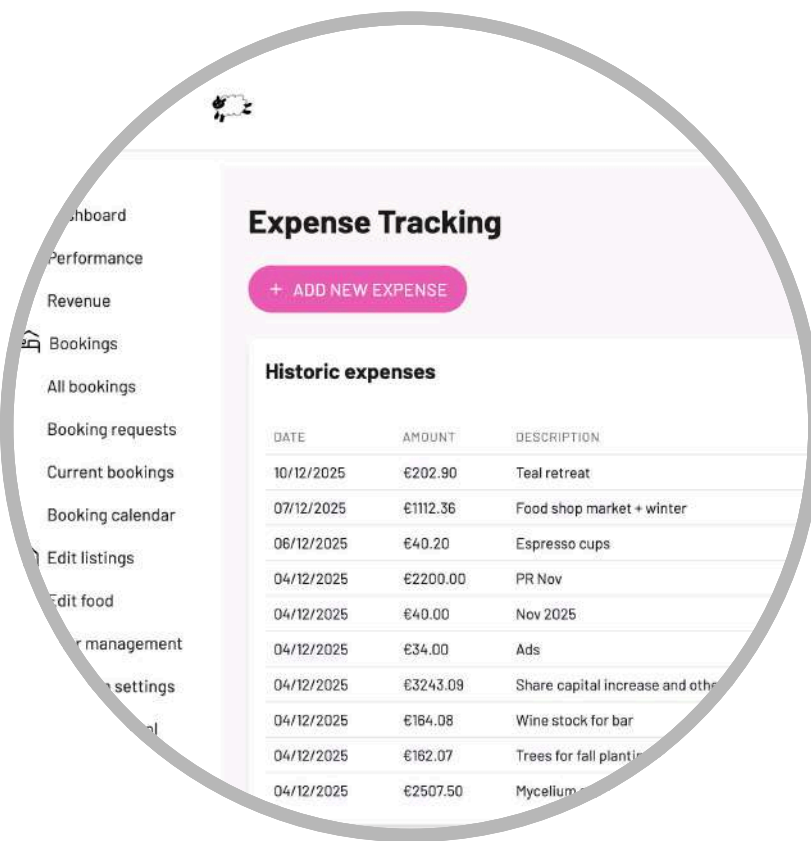 Performance
Revenue
Bookings
All bookings
Booking requests
Current bookings
Booking calendar
Edit listings
Edit food
management
settings
Expense Tracking
+ ADD NEW EXPENSE
Historic expenses
DATE AMOUNT DESCRIPTION
10/12/2025 €202.90 Teal retreat
07/12/2025 €1112.36 Food shop market + winter
06/12/2025 €40.20 Espresso cups
04/12/2025 €2200.00 PR Nov
04/12/2025 €40.00 Nov 2025
04/12/2025 €34.00 Ads
04/12/2025 €3243.09 Share capital increase and
04/12/2025 €164.08 Wine stock for bar
04/12/2025 €162.07 Trees for fall
04/12/2025 €2507.50 Mycelium